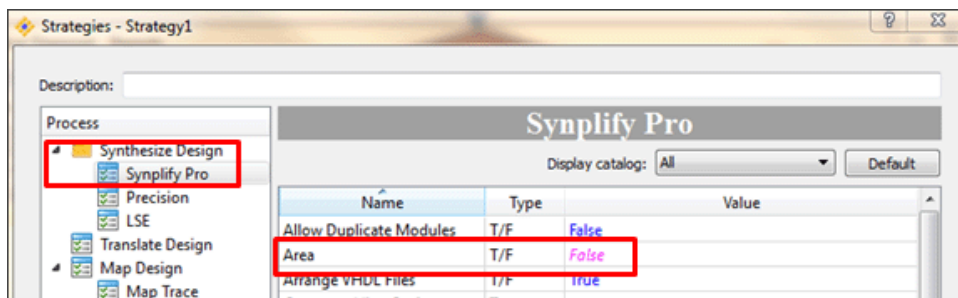 Strategies - Strategy1
Description:
Process
Synthesize Design
Synplify Pro
Precision
LSE
Translate Design
Map Design
Map Trace
Synplify Pro
Display catalog: All Default
Name Type Value
Allow Duplicate Modules T/F False
Area T/F False
Arrange VHDL Files T/F True